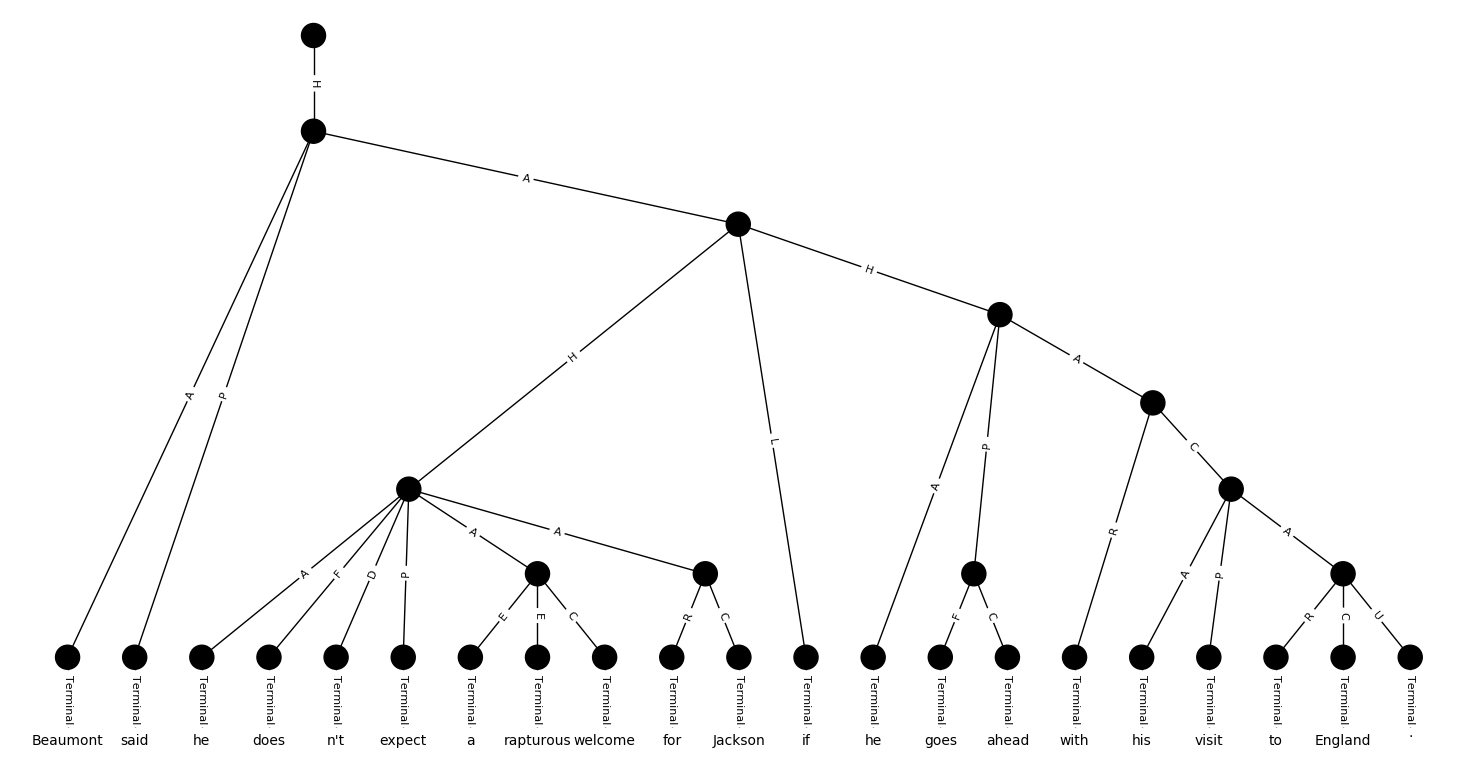 H
A
A
P
H
H
L
A
P
A
R
C
A
F
D
P
A
A
E
E
C
R
C
F
C
A
P
A
R
C
U
Terminal Terminal Terminal Terminal Terminal Terminal Terminal Terminal Terminal Terminal Terminal Terminal Terminal Terminal Terminal Terminal Terminal Terminal Terminal Terminal Terminal
Beaumont said he does n't expect a rapturous welcome for Jackson if he goes ahead with his visit to England .